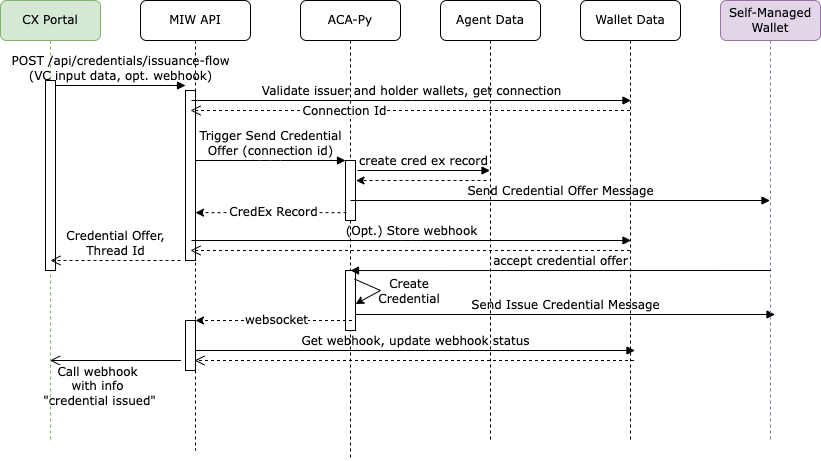 CX Portal
MIW API
ACA-Py
Agent Data
Wallet Data
Self-Managed
Wallet
POST /api/credentials/issuance-flow
(VC input data, opt. webhook)
Validate issuer and holder wallets, get connection
Connection Id
Trigger Send Credential
Offer (connection id)
create cred ex record
Send Credential Offer Message
CredEx Record
(Opt.) Store webhook
Credential Offer,
Thread Id
accept credential offer
Create
Credential
Send Issue Credential Message
websocket
Get webhook, update webhook status
Call webhook
with info
"credential issued"